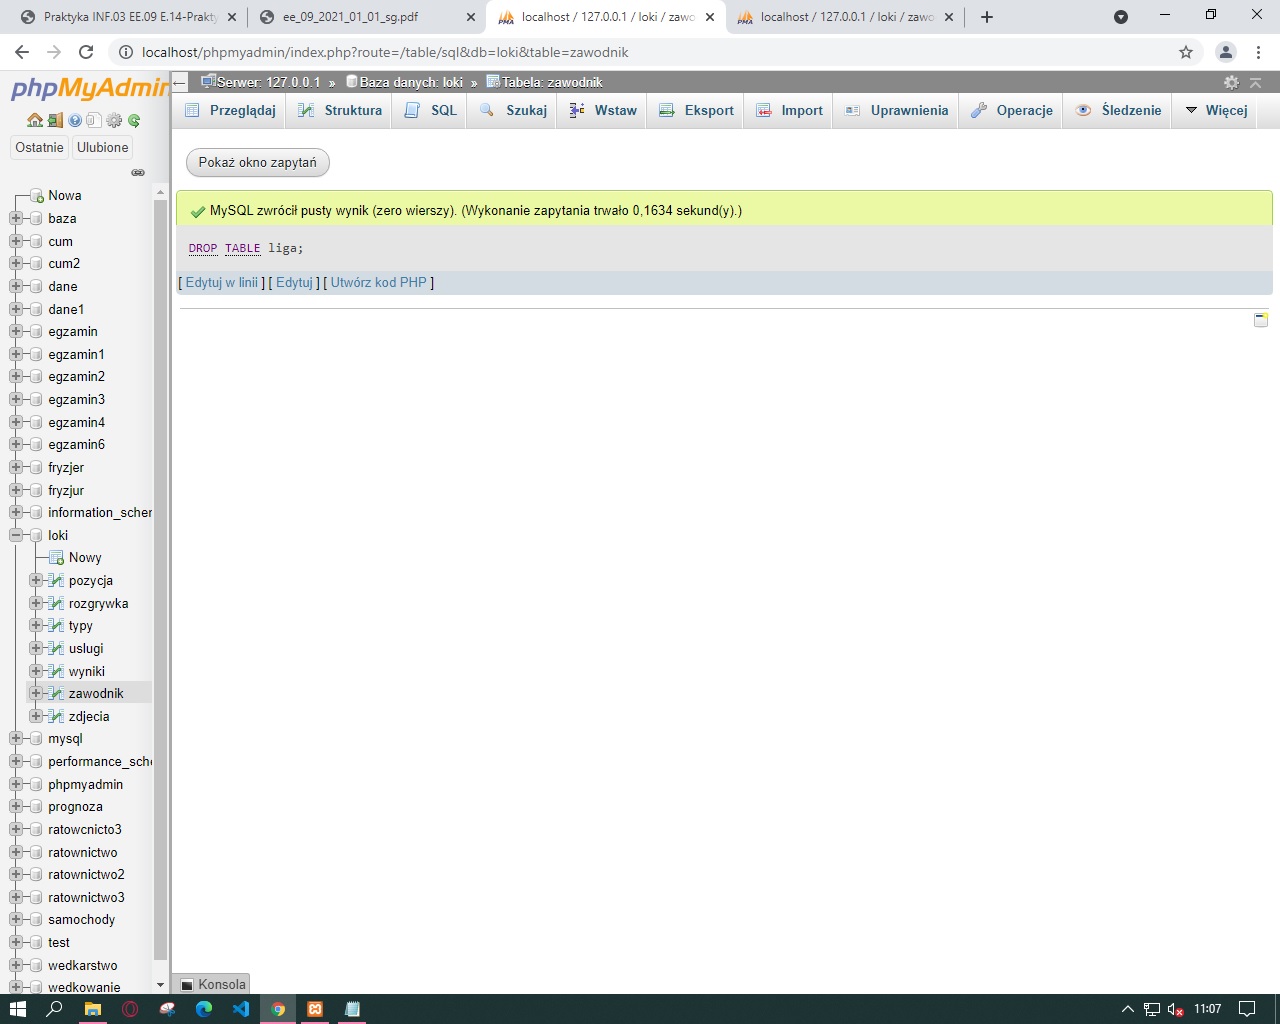 Praktyka INF.03 EE.09 E.14-Prakty
ee_09_2021_01_01_sg.pdf
localhost / 127.0.0.1 / loki / zawo
localhost / 127.0.0.1 / loki / zawo
localhost/phpmyadmin/index.php?route=/table/sql&db=loki&table=zawodnik
phpMyAdmin
Serwer: 127.0.0.1 » Baza danych: loki » Tabela: zawodnik
Przeglądaj Struktura SQL Szukaj Wstaw Eksport Import Uprawnienia Operacje Śledzenie Więcej
Ostatnie Ulubione
Pokaż okno zapytań
MySQL zwrócił pusty wynik (zero wierszy). (Wykonanie zapytania trwało 0,1634 sekund(y).)
DROP TABLE liga;
[ Edytuj w linii ] [ Edytuj ] [ Utwórz kod PHP ]
Nowa
baza
cum
cum2
dane
dane1
egzamin
egzamin1
egzamin2
egzamin3
egzamin4
egzamin6
fryzjer
fryzjur
information_scher
loki
Nowy
pozycja
rozgrywka
typy
uslugi
wyniki
zawodnik
zdjecia
mysql
performance_sche
phpmyadmin
prognoza
ratowcnicto3
ratownictwo
ratownictwo2
ratownictwo3
samochody
test
wedkarstwo
wedkowanie
Konsola
11:07